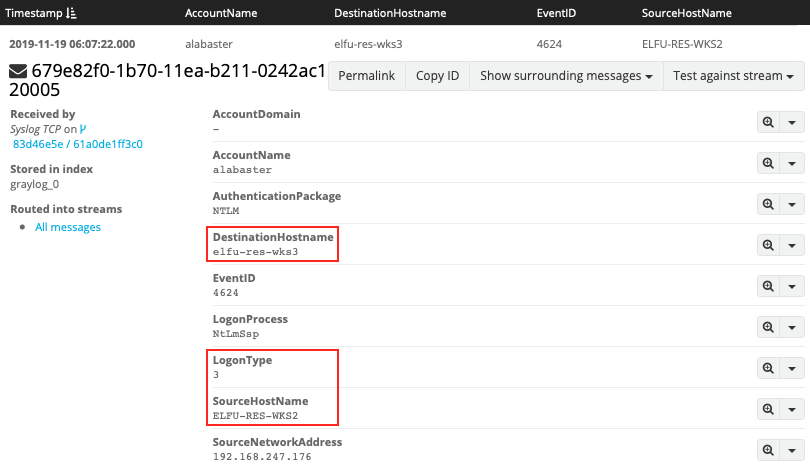 Timestamp AccountName DestinationHostname EventID SourceHostName
2019-11-19 06:07:22.000 alabaster elfu-res-wks3 4624 ELFU-RES-WKS2
679e82f0-1b70-11ea-b211-0242ac1
20005
Permalink Copy ID Show surrounding messages Test against stream
Received by
Syslog TCP on
83d46e5e / 61a0de1ff3c0
Stored in index
graylog_0
Routed into streams
All messages
AccountDomain
–
AccountName
alabaster
AuthenticationPackage
NTLM
DestinationHostname
elfu-res-wks3
EventID
4624
LogonProcess
NtLmSsp
LogonType
3
SourceHostName
ELFU-RES-WKS2
SourceNetworkAddress
192.168.247.176